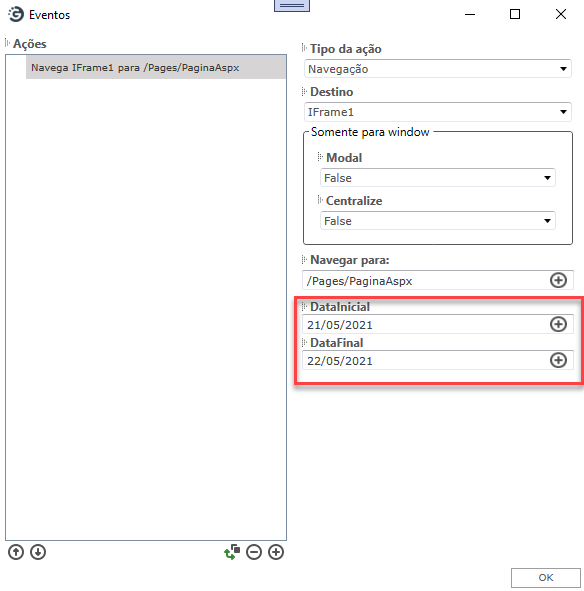 Eventos
Ações
Navega IFrame1 para /Pages/PaginaAspx
Tipo da ação
Navegação
Destino
IFrame1
Somente para window
Modal
False
Centralize
False
Navegar para:
/Pages/PaginaAspx
DataInicial
21/05/2021
DataFinal
22/05/2021
OK